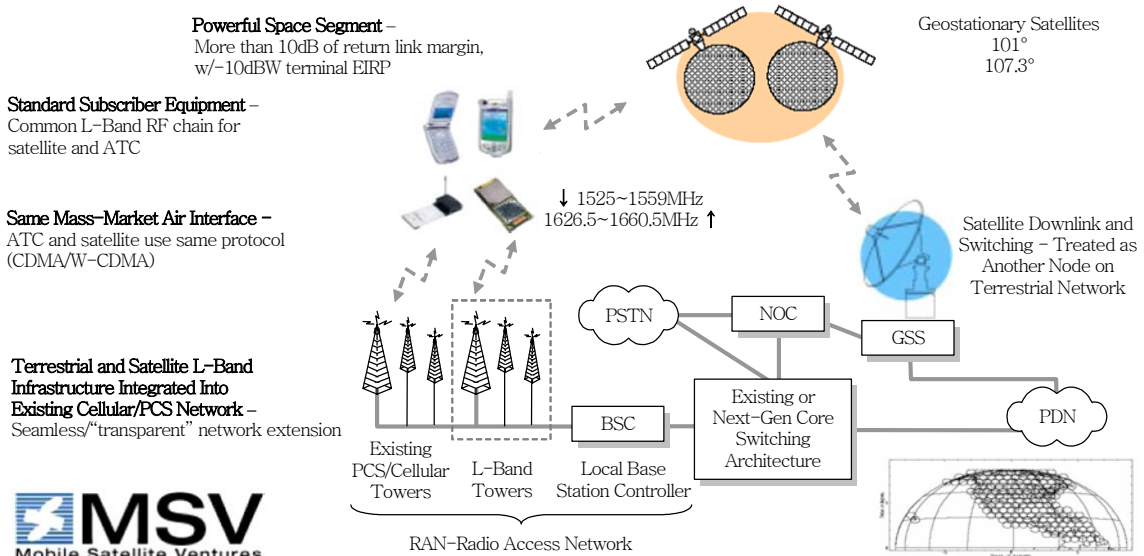 Powerful Space Segment –
More than 10dB of return link margin,
w/-10dBW terminal EIRP
Geostationary Satellites
101°
107.3°
Standard Subscriber Equipment –
Common L-Band RF chain for
satellite and ATC
↓ 1525~1559MHz
1626.5~1660.5MHz ↑
Same Mass-Market Air Interface –
ATC and satellite use same protocol
(CDMA/W-CDMA)
Satellite Downlink and
Switching - Treated as
Another Node on
Terrestrial Network
PSTN
NOC
GSS
Terrestrial and Satellite L-Band
Infrastructure Integrated Into
Existing Cellular/PCS Network –
Seamless/“transparent” network extension
BSC
Existing or
Next-Gen Core
Switching
Architecture
PDN
Existing
PCS/Cellular
Towers
L-Band
Towers
Local Base
Station Controller
RAN-Radio Access Network
MSV
Mobile Satellite Ventures